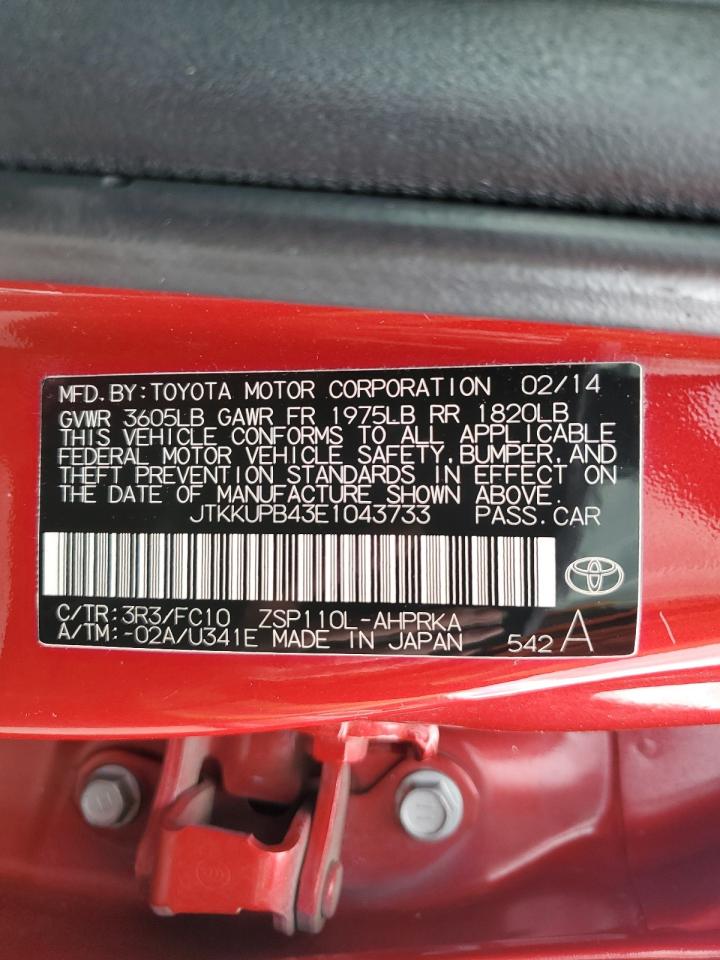 MFD. BY: TOYOTA MOTOR CORPORATION 02/14
GVWR 3605LB GAWR FR 1975LB RR 1820LB
THIS VEHICLE CONFORMS TO ALL APPLICABLE
FEDERAL MOTOR VEHICLE SAFETY, BUMPER, AND
THEFT PREVENTION STANDARDS IN EFFECT ON
THE DATE OF MANUFACTURE SHOWN ABOVE.
JTKKUPB43E1043733 PASS. CAR
C/TR: 3R3/FC10 ZSP110L-AHPRKA
A/TM: -02A/U341E MADE IN JAPAN 542 A